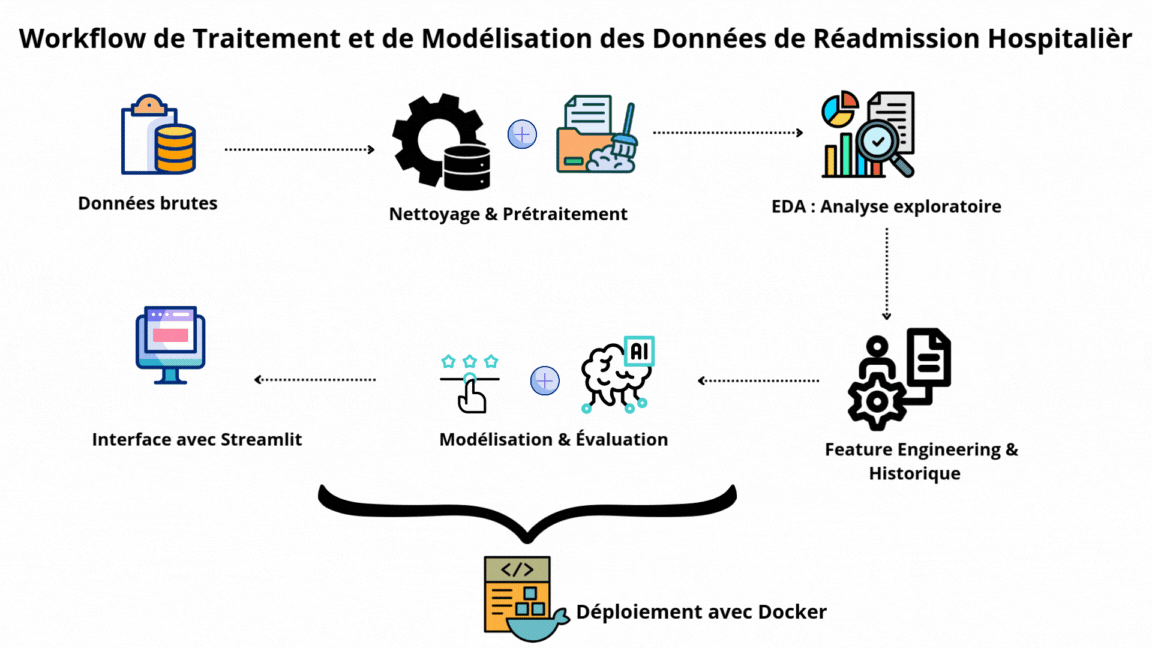 Workflow de Traitement et de Modélisation des Données de Réadmission Hospitalièr
Données brutes
Nettoyage & Prétraitement
EDA : Analyse exploratoire
AI
Interface avec Streamlit
Modélisation & Évaluation
Feature Engineering &
Historique
</>
Déploiement avec Docker